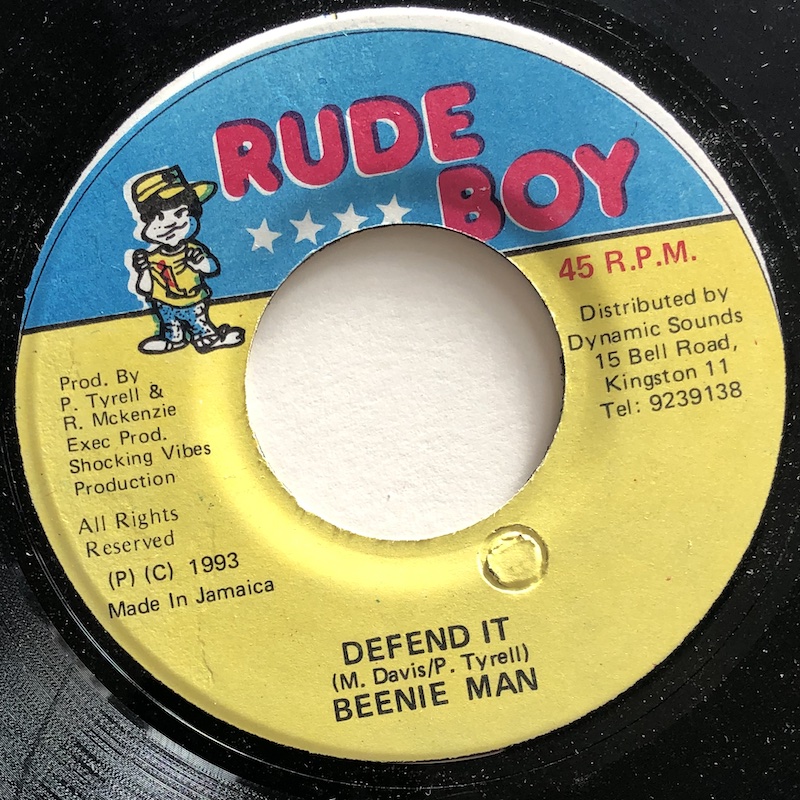 RUDE
BOY
45 R.P.M.
Distributed by
Dynamic Sounds
15 Bell Road,
Kingston 11
Tel: 9239138
Prod. By
P. Tyrell &
R. Mckenzie
Exec Prod.
Shocking Vibes
Production
All Rights
Reserved
(P) (C) 1993
Made In Jamaica
DEFEND IT
(M. Davis/P. Tyrell)
BEENIE MAN